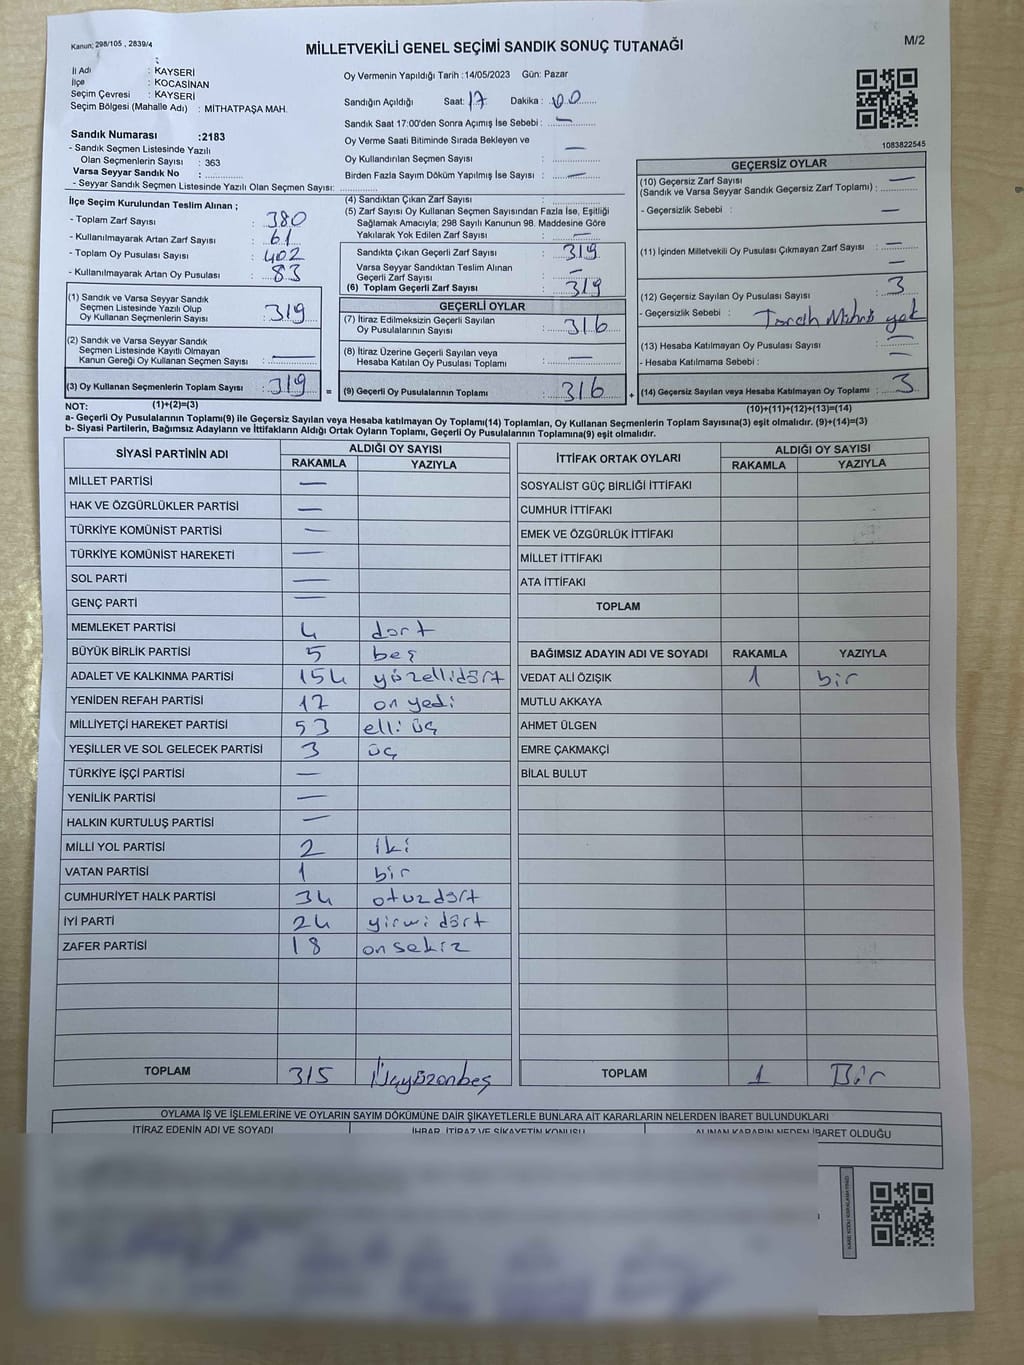 Kanun; 298/105 , 2839/4
MİLLETVEKİLİ GENEL SEÇİMİ SANDIK SONUÇ TUTANAĞI
M/2
İl Adı : KAYSERİ
İlçe : KOCASİNAN
Seçim Çevresi : KAYSERİ
Seçim Bölgesi (Mahalle Adı) : MİTHATPAŞA MAH.
Sandık Numarası :2183
- Sandık Seçmen Listesinde Yazılı
Olan Seçmenlerin Sayısı : 363
Varsa Seyyar Sandık No :
- Seyyar Sandık Seçmen Listesinde Yazılı Olan Seçmen Sayısı:
Oy Vermenin Yapıldığı Tarih :14/05/2023 Gün: Pazar
Sandığın Açıldığı Saat: 17 Dakika : 00
Sandık Saat 17:00'den Sonra Açımış İse Sebebi : —
Oy Verme Saati Bitiminde Sırada Bekleyen ve —
Oy Kullandırılan Seçmen Sayısı :
Birden Fazla Sayım Döküm Yapılmış İse Sayısı : —
1083822545
İlçe Seçim Kurulundan Teslim Alınan ;
- Toplam Zarf Sayısı : 380
- Kullanılmayarak Artan Zarf Sayısı : 61
- Toplam Oy Pusulası Sayısı : 402
- Kullanılmayarak Artan Oy Pusulası : 83
(1) Sandık ve Varsa Seyyar Sandık
Seçmen Listesinde Yazılı Olup
Oy Kullanan Seçmenlerin Sayısı : 319
(2) Sandık ve Varsa Seyyar Sandık
Seçmen Listesinde Kayıtlı Olmayan
Kanun Gereği Oy Kullanan Seçmen Sayısı : —
(3) Oy Kullanan Seçmenlerin Toplam Sayısı : 319 =
(1)+(2)=(3)
(4) Sandıktan Çıkan Zarf Sayısı :
(5) Zarf Sayısı Oy Kullanan Seçmen Sayısından Fazla İse, Eşitliği
Sağlamak Amacıyla, 298 Sayılı Kanunun 98. Maddesine Göre
Yakılarak Yok Edilen Zarf Sayısı : —
Sandıkta Çıkan Geçerli Zarf Sayısı : 319
Varsa Seyyar Sandıktan Teslim Alınan
Geçerli Zarf Sayısı : —
(6) Toplam Geçerli Zarf Sayısı : 319
GEÇERLİ OYLAR
(7) İtiraz Edilmeksizin Geçerli Sayılan
Oy Pusulalarının Sayısı : 316
(8) İtiraz Üzerine Geçerli Sayılan veya
Hesaba Katılan Oy Pusulası Toplamı : —
(9) Geçerli Oy Pusulalarının Toplamı : 316 +
GEÇERSİZ OYLAR
(10) Geçersiz Zarf Sayısı
(Sandık ve Varsa Seyyar Sandık Geçersiz Zarf Toplamı) : —
- Geçersizlik Sebebi : —
(11) İçinden Milletvekili Oy Pusulası Çıkmayan Zarf Sayısı : —
—
(12) Geçersiz Sayılan Oy Pusulası Sayısı : 3
- Geçersizlik Sebebi : Tercih Mührü yok
(13) Hesaba Katılmayan Oy Pusulası Sayısı : —
- Hesaba Katılmama Sebebi : —
(14) Geçersiz Sayılan veya Hesaba Katılmayan Oy Toplamı : 3
(10)+(11)+(12)+(13)=(14)
NOT:
a- Geçerli Oy Pusulalarının Toplamı(9) ile Geçersiz Sayılan veya Hesaba katılmayan Oy Toplamı(14) Toplamları, Oy Kullanan Seçmenlerin Toplam Sayısına(3) eşit olmalıdır. (9)+(14)=(3)
b- Siyasi Partilerin, Bağımsız Adayların ve İttifakların Aldığı Ortak Oyların Toplamı, Geçerli Oy Pusulalarının Toplamına(9) eşit olmalıdır.
SİYASİ PARTİNİN ADI ALDIĞI OY SAYISI
RAKAMLA YAZIYLA
MİLLET PARTİSİ —
HAK VE ÖZGÜRLÜKLER PARTİSİ —
TÜRKİYE KOMÜNİST PARTİSİ —
TÜRKİYE KOMÜNİST HAREKETİ —
SOL PARTİ —
GENÇ PARTİ —
MEMLEKET PARTİSİ 4 dört
BÜYÜK BİRLİK PARTİSİ 5 beş
ADALET VE KALKINMA PARTİSİ 154 yüzellidört
YENİDEN REFAH PARTİSİ 17 on yedi
MİLLİYETÇİ HAREKET PARTİSİ 53 elli üç
YEŞİLLER VE SOL GELECEK PARTİSİ 3 üç
TÜRKİYE İŞÇİ PARTİSİ —
YENİLİK PARTİSİ —
HALKIN KURTULUŞ PARTİSİ —
MİLLİ YOL PARTİSİ 2 iki
VATAN PARTİSİ 1 bir
CUMHURİYET HALK PARTİSİ 34 otuzdört
İYİ PARTİ 24 yirmi dört
ZAFER PARTİSİ 18 onsekiz
TOPLAM 315 Üçyüzonbeş
İTTİFAK ORTAK OYLARI ALDIĞI OY SAYISI
RAKAMLA YAZIYLA
SOSYALİST GÜÇ BİRLİĞİ İTTİFAKI
CUMHUR İTTİFAKI
EMEK VE ÖZGÜRLÜK İTTİFAKI
MİLLET İTTİFAKI
ATA İTTİFAKI
TOPLAM
BAĞIMSIZ ADAYIN ADI VE SOYADI RAKAMLA YAZIYLA
VEDAT ALİ ÖZIŞIK 1 bir
MUTLU AKKAYA
AHMET ÜLGEN
EMRE ÇAKMAKÇİ
BİLAL BULUT
TOPLAM 1 Bir
OYLAMA İŞ VE İŞLEMLERİNE VE OYLARIN SAYIM DÖKÜMÜNE DAİR ŞİKAYETLERLE BUNLARA AİT KARARLARIN NELERDEN İBARET BULUNDUKLARI
İTİRAZ EDENİN ADI VE SOYADI İHBAR, İTİRAZ VE ŞİKAYETİN KONUSU ALINAN KARARIN NEDEN İBARET OLDUĞU